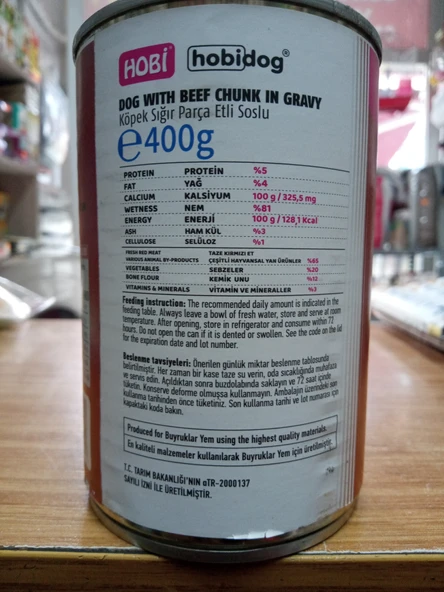 HOBi hobidog®
DOG WITH BEEF CHUNK IN GRAVY
Köpek Sığır Parça Etli Soslu
℮400g
PROTEIN PROTEİN %5
FAT YAĞ %4
CALCIUM KALSİYUM 100 g / 325,5 mg
WETNESS NEM %81
ENERGY ENERJİ 100 g / 128,1 Kcal
ASH HAM KÜL %3
CELLULOSE SELÜLOZ %1
FRESH RED MEAT TAZE KIRMIZI ET
VARIOUS ANIMAL BY-PRODUCTS ÇEŞİTLİ HAYVANSAL YAN ÜRÜNLER %65
VEGETABLES SEBZELER %20
BONE FLOUR KEMİK UNU %12
VITAMINS & MINERALS VİTAMİN VE MİNERALLER %3
Feeding instruction: The recommended daily amount is indicated in the
feeding table. Always leave a bowl of fresh water, store and serve at room
temperature. After opening, store in refrigerator and consume within 72
hours. Do not open the can if it is dented or swollen. See the code on the lid
for the expiration date and lot number.
Beslenme tavsiyeleri: Önerilen günlük miktar beslenme tablosunda
belirtilmiştir. Her zaman bir kase taze su verin, oda sıcaklığında muhafaza
ve servis edin. Açıldıktan sonra buzdolabında saklayın ve 72 saat içinde
tüketin. Konserve deforme olmuşsa kullanmayın. Ambalajın üzerindeki son
kullanma tarihinden önce tüketiniz. Son kullanma tarihi ve lot numarası için
kapaktaki koda bakın.
Produced for Buyruklar Yem using the highest quality materials.
En kaliteli malzemeler kullanılarak Buyruklar Yem için üretilmiştir.
T.C. TARIM BAKANLIĞI'NIN αTR-2000137
SAYILI İZNİ İLE ÜRETİLMİŞTİR.